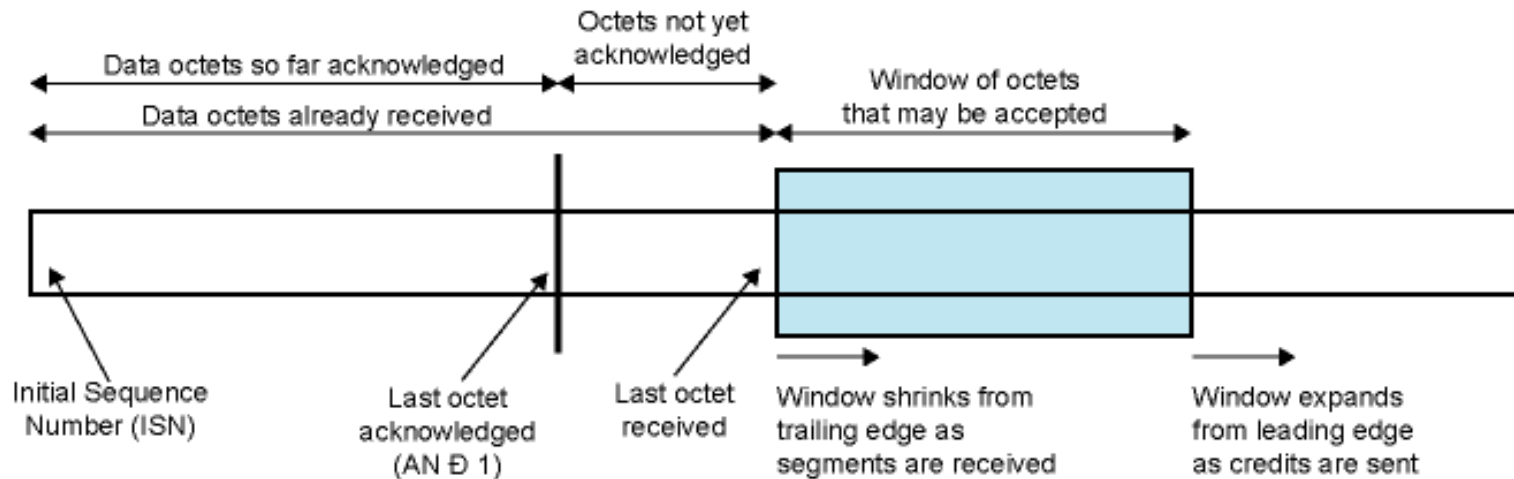 Octets not yet
acknowledged
Data octets so far acknowledged
Window of octets
that may be accepted
Data octets already received
Initial Sequence
Number (ISN)
Last octet
acknowledged
(AN Đ 1)
Last octet
received
Window shrinks from
trailing edge as
segments are received
Window expands
from leading edge
as credits are sent